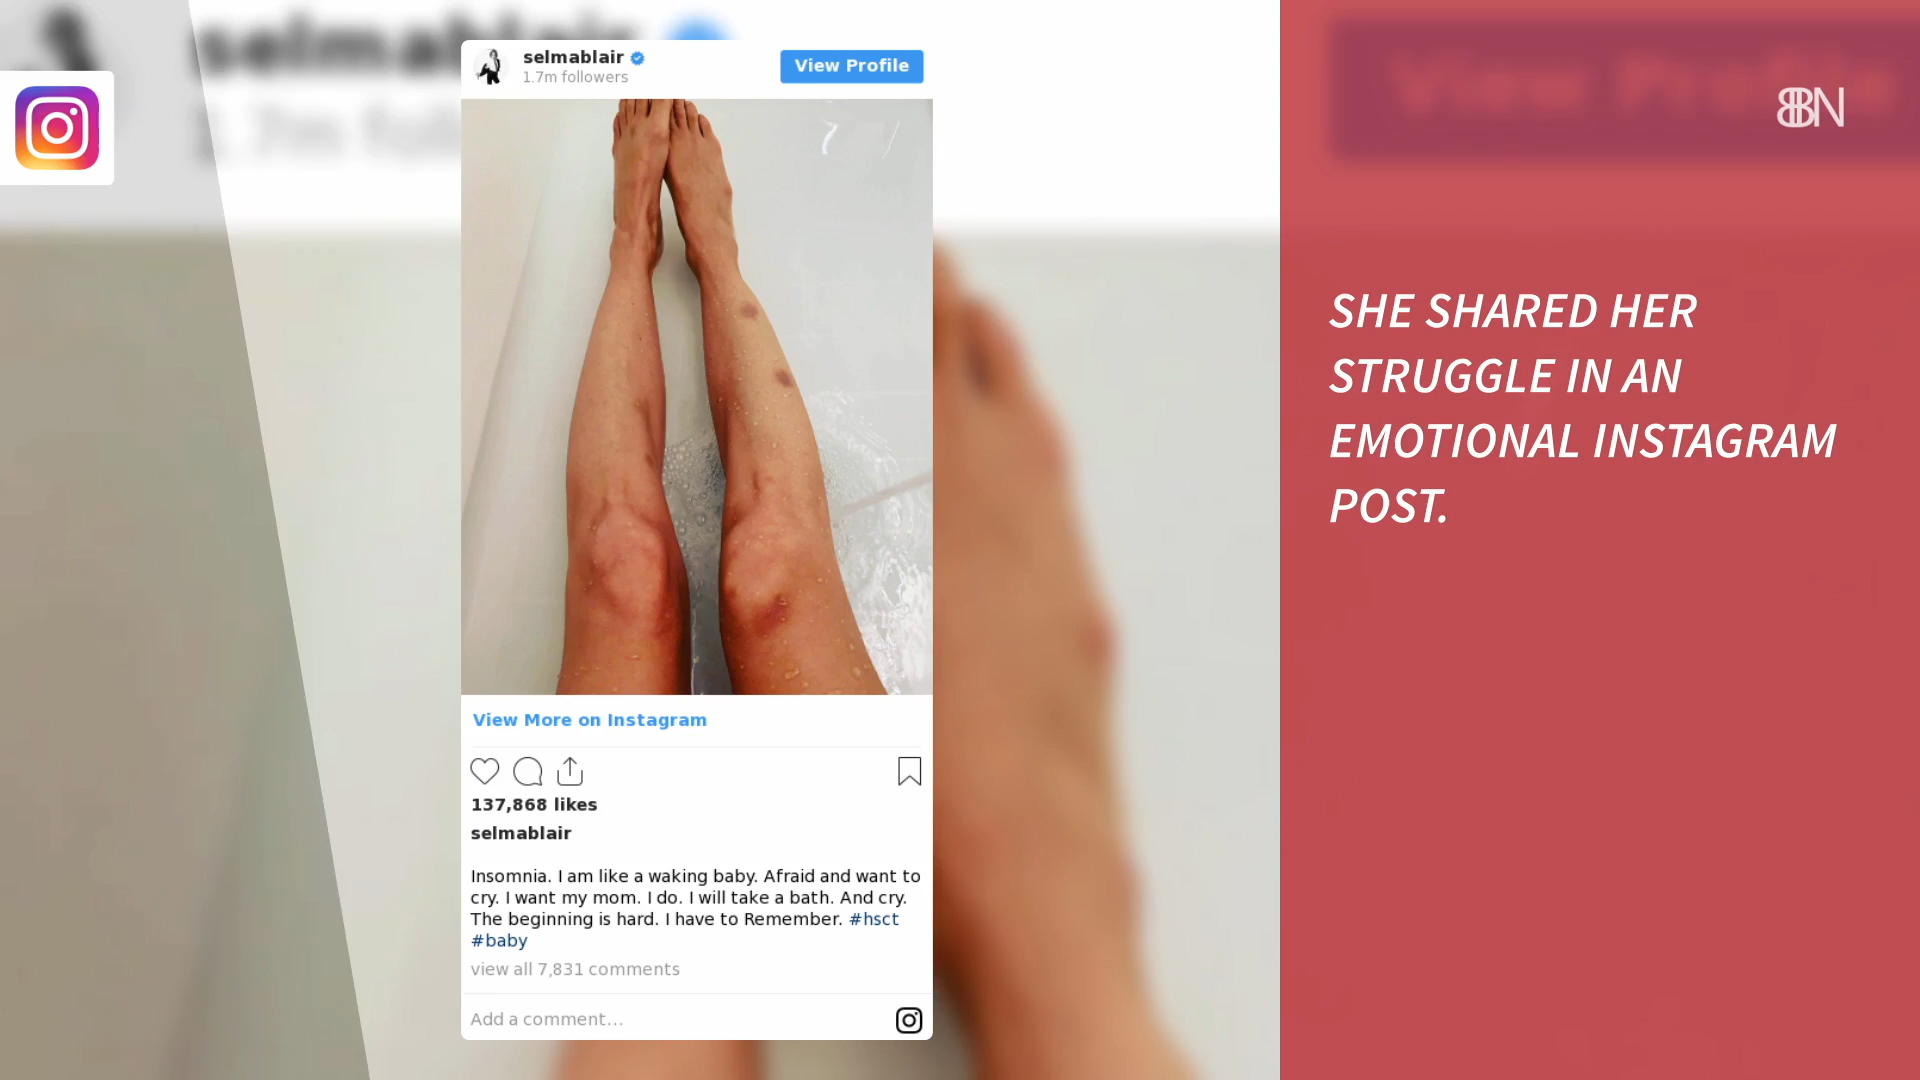 selmablair
1.7m followers
View Profile
BBN
SHE SHARED HER
STRUGGLE IN AN
EMOTIONAL INSTAGRAM
POST.
View More on Instagram
137,868 likes
selmablair
Insomnia. I am like a waking baby. Afraid and want to
cry. I want my mom. I do. I will take a bath. And cry.
The beginning is hard. I have to Remember. #hsct
#baby
view all 7,831 comments
Add a comment...